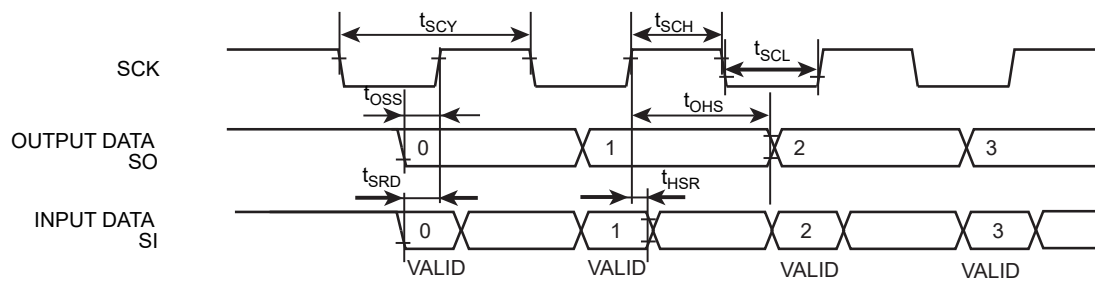 tSCY
tSCH
tSCL
SCK
tOSS
tOHS
OUTPUT DATA
SO
0 1 2 3
tSRD
tHSR
INPUT DATA
SI
0 1 2 3
VALID VALID VALID VALID